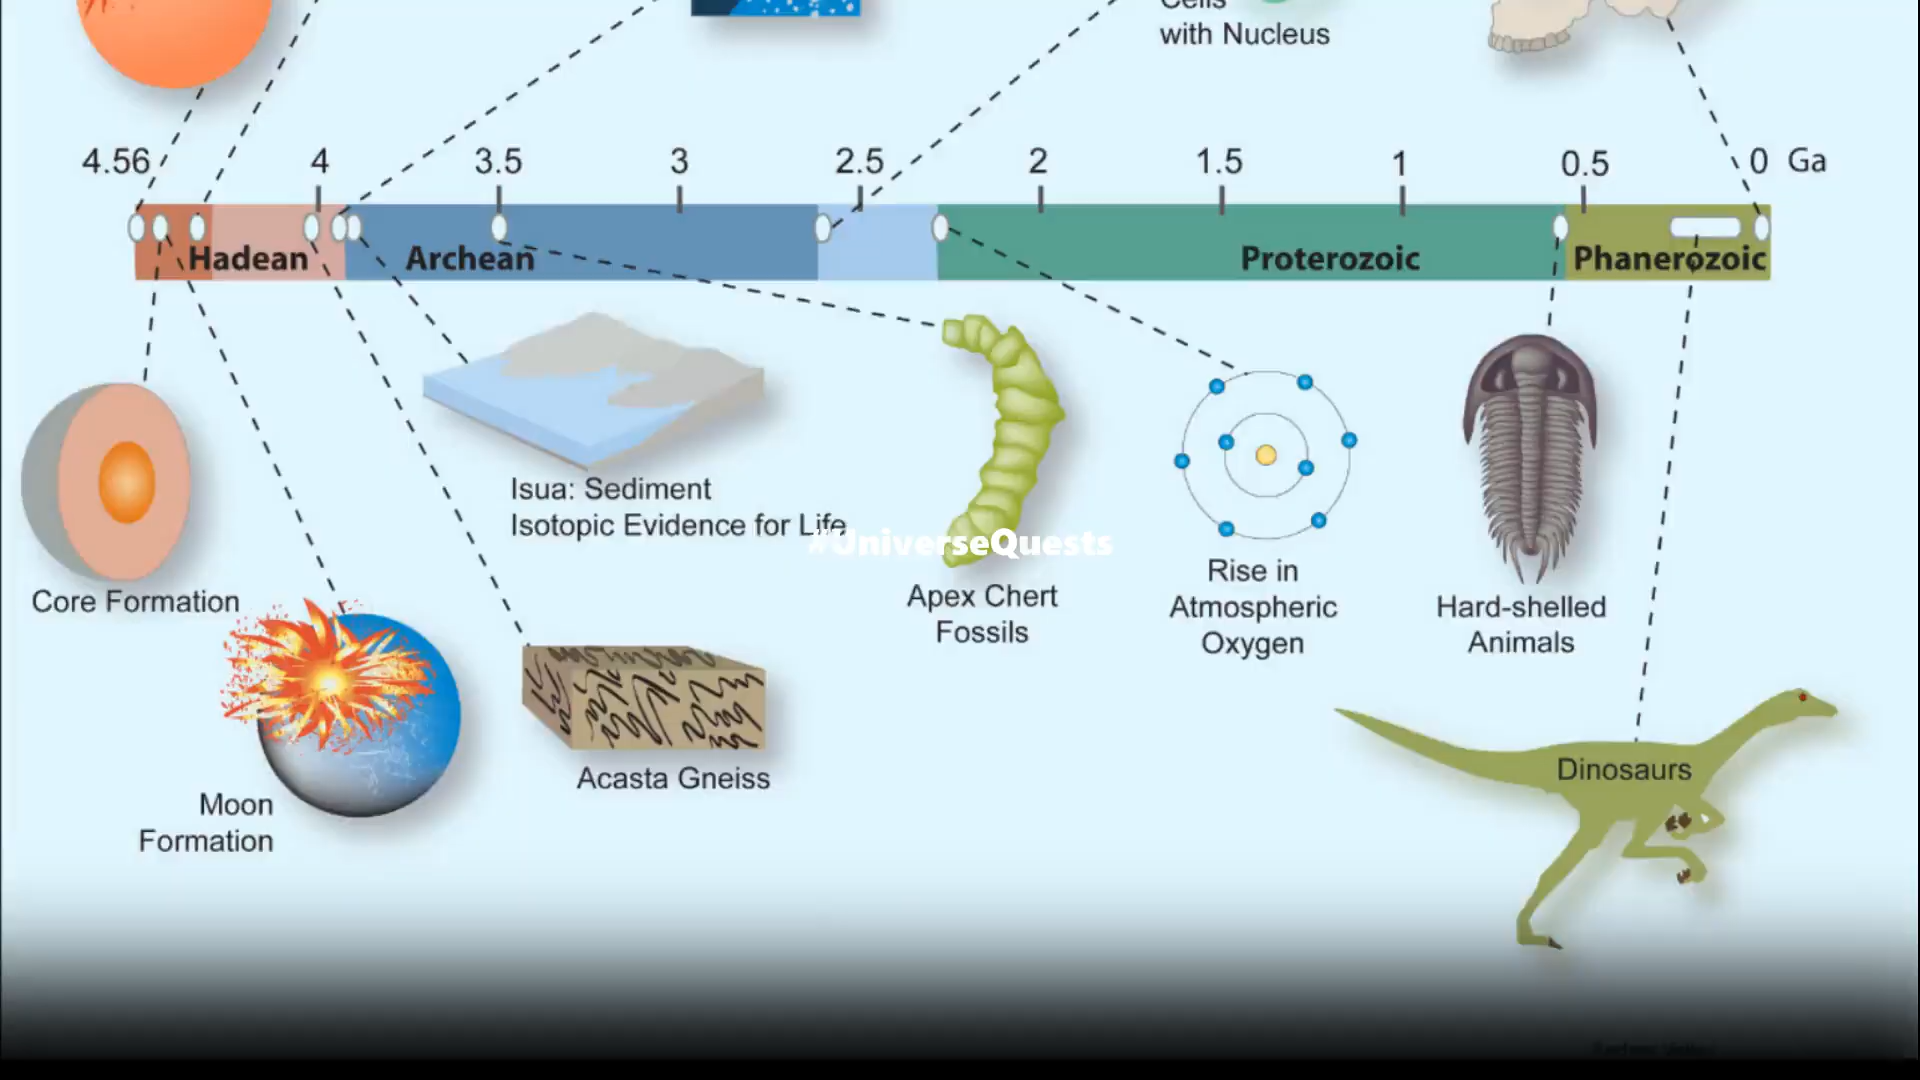 Cells
with Nucleus
4.56 4 3.5 3 2.5 2 1.5 1 0.5 0 Ga
Hadean Archean Proterozoic Phanerozoic
Isua: Sediment
Isotopic Evidence for Life
#UniverseQuests
Core Formation
Apex Chert
Fossils
Rise in
Atmospheric
Oxygen
Hard-shelled
Animals
Acasta Gneiss
Moon
Formation
Dinosaurs